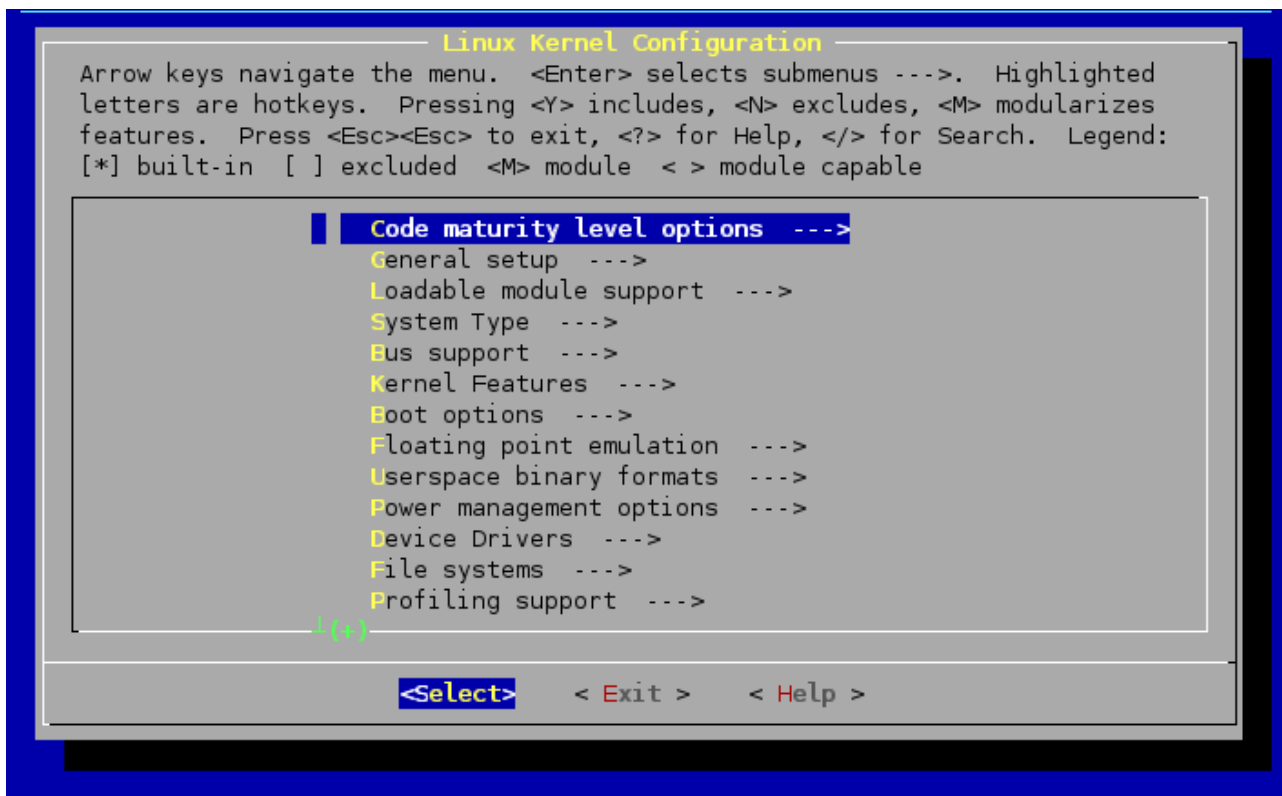 Linux Kernel Configuration
Arrow keys navigate the menu.  <Enter> selects submenus --->.  Highlighted
letters are hotkeys.  Pressing <Y> includes, <N> excludes, <M> modularizes
features.  Press <Esc><Esc> to exit, <?> for Help, </> for Search.  Legend:
[*] built-in  [ ] excluded  <M> module  < > module capable
Code maturity level options  --->
General setup  --->
Loadable module support  --->
System Type  --->
Bus support  --->
Kernel Features  --->
Boot options  --->
Floating point emulation  --->
Userspace binary formats  --->
Power management options  --->
Device Drivers  --->
File systems  --->
Profiling support  --->
┴(+)
<Select>    < Exit >    < Help >